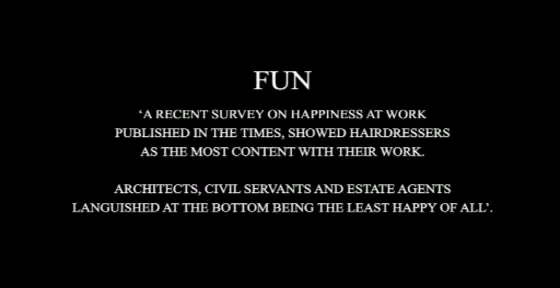 FUN
‘A RECENT SURVEY ON HAPPINESS AT WORK
PUBLISHED IN THE TIMES, SHOWED HAIRDRESSERS
AS THE MOST CONTENT WITH THEIR WORK.
ARCHITECTS, CIVIL SERVANTS AND ESTATE AGENTS
LANGUISHED AT THE BOTTOM BEING THE LEAST HAPPY OF ALL’.